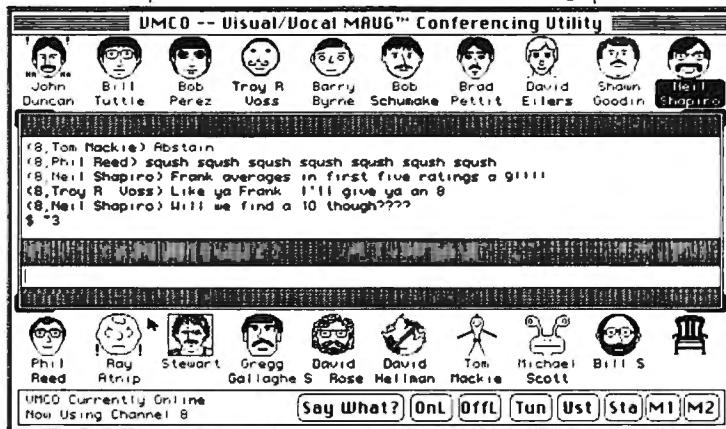 VMCO -- Visual/Vocal MAUG™ Conferencing Utility
John Duncan
Bill Tuttle
Bob Perez
Troy R Voss
Barry Byrne
Bob Schumake
Brad Pettit
David Eilers
Shawn Goodin
Neil Shapiro
(8,Tom Mackie) Abstain
(8,Phil Reed) sqush sqush sqush sqush sqush sqush sqush
(8,Neil Shapiro) Frank averages in first five ratings a 9!!!!
(8,Troy R Voss) Like ya Frank I'll give ya an 8
(8,Neil Shapiro) Will we find a 10 though????
$ ^3
Phil Reed
Ray Atnip
Stewart
Gregg Gallaghe
David S Rose
David Hellman
Tom Mackie
Michael Scott
Bill S
VMCO Currently Online
Now Using Channel 8
Say What?
OnL
OffL
Tun
Ust
Sta
M1
M2